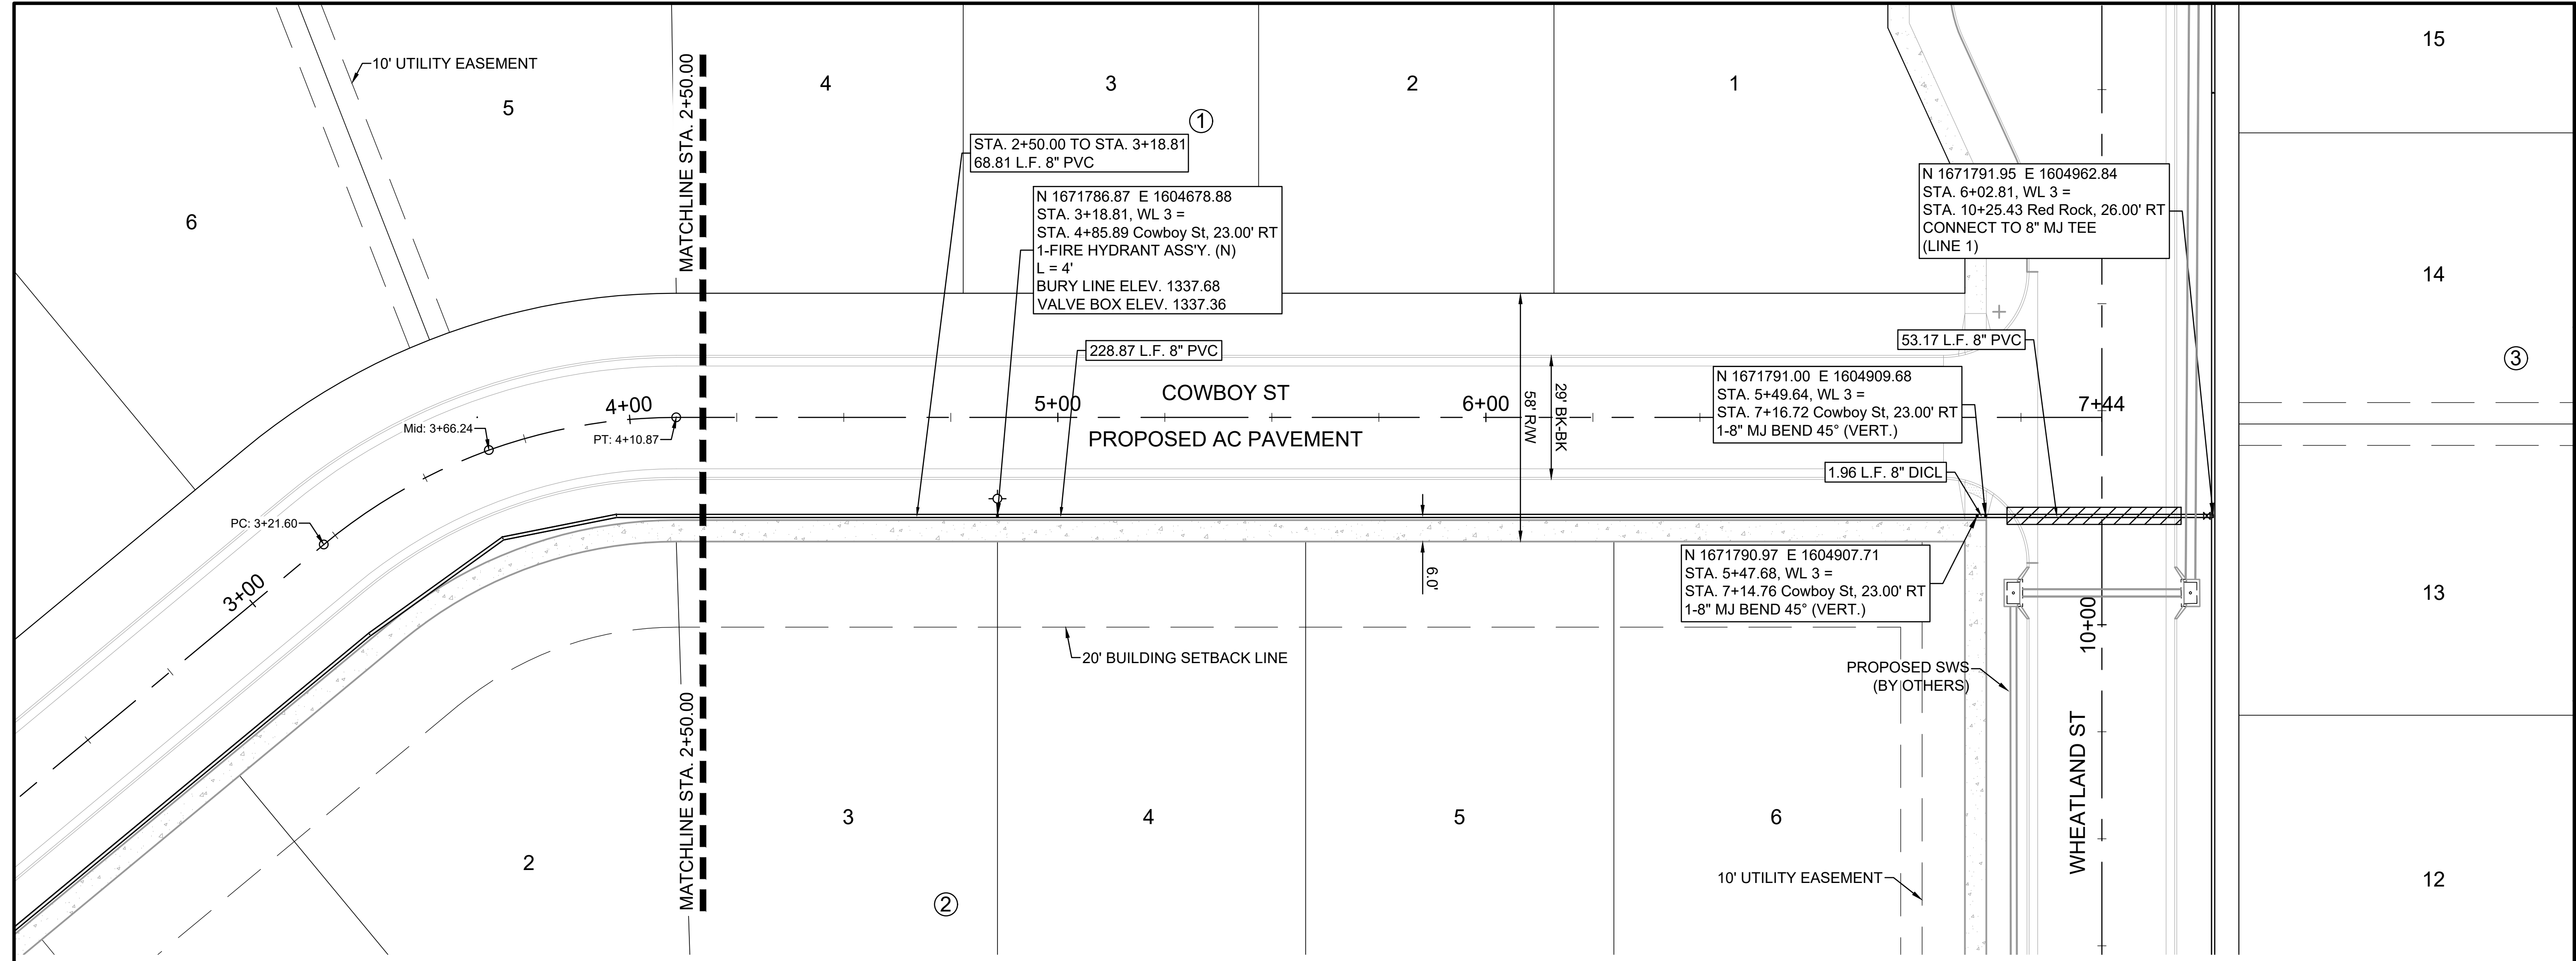 10' UTILITY EASEMENT
5
6
MATCHLINE STA. 2+50.00
4
3
2
1
1
15
14
13
12
3
STA. 2+50.00 TO STA. 3+18.81
68.81 L.F. 8" PVC
N 1671786.87 E 1604678.88
STA. 3+18.81, WL 3 =
STA. 4+85.89 Cowboy St, 23.00' RT
1-FIRE HYDRANT ASS'Y. (N)
L = 4'
BURY LINE ELEV. 1337.68
VALVE BOX ELEV. 1337.36
N 1671791.95 E 1604962.84
STA. 6+02.81, WL 3 =
STA. 10+25.43 Red Rock, 26.00' RT
CONNECT TO 8" MJ TEE
(LINE 1)
228.87 L.F. 8" PVC
53.17 L.F. 8" PVC
N 1671791.00 E 1604909.68
STA. 5+49.64, WL 3 =
STA. 7+16.72 Cowboy St, 23.00' RT
1-8" MJ BEND 45° (VERT.)
COWBOY ST
PROPOSED AC PAVEMENT
3+00
4+00
5+00
6+00
7+44
Mid: 3+66.24
PT: 4+10.87
PC: 3+21.60
58' R/W
29' BK-BK
1.96 L.F. 8" DICL
N 1671790.97 E 1604907.71
STA. 5+47.68, WL 3 =
STA. 7+14.76 Cowboy St, 23.00' RT
1-8" MJ BEND 45° (VERT.)
6.0'
20' BUILDING SETBACK LINE
PROPOSED SWS
(BY OTHERS)
10+00
WHEATLAND ST
MATCHLINE STA. 2+50.00
2
3
4
5
6
2
10' UTILITY EASEMENT